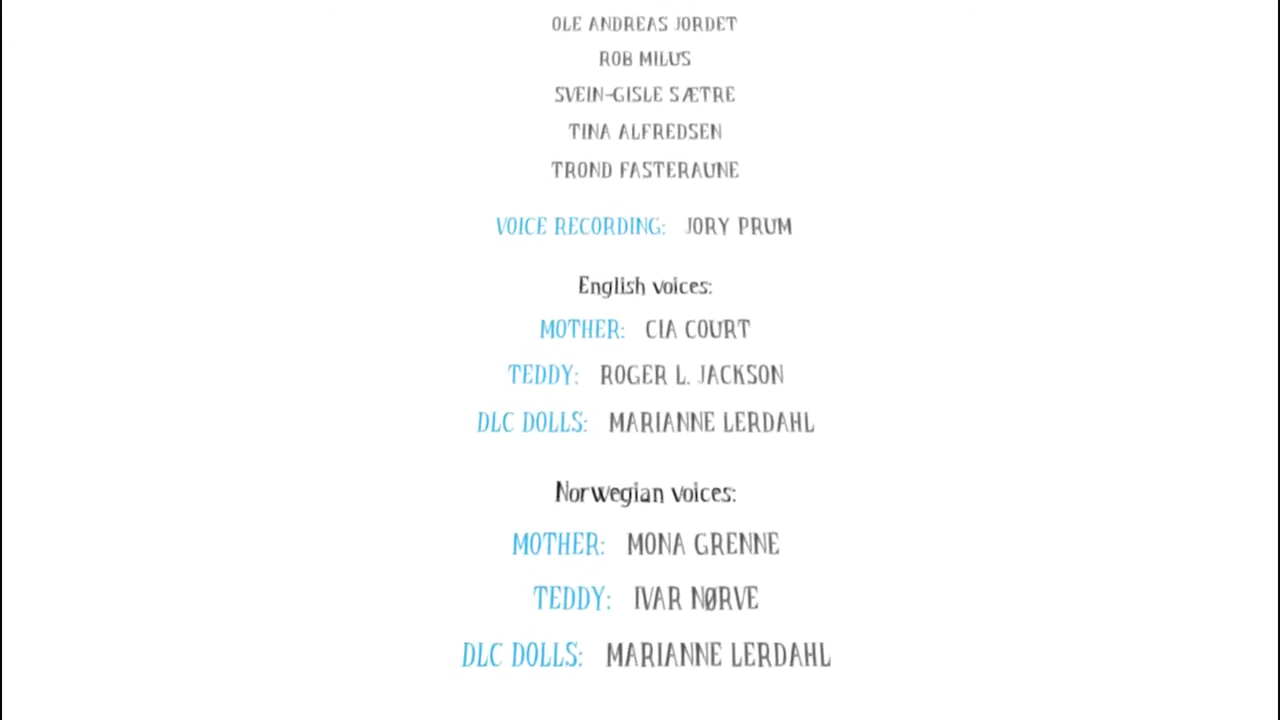 OLE ANDREAS JORDET
ROB MILUS
SVEIN-GISLE SÆTRE
TINA ALFREDSEN
TROND FASTERAUNE
VOICE RECORDING: JORY PRUM
English voices:
MOTHER: CIA COURT
TEDDY: ROGER L. JACKSON
DLC DOLLS: MARIANNE LERDAHL
Norwegian voices:
MOTHER: MONA GRENNE
TEDDY: IVAR NØRVE
DLC DOLLS: MARIANNE LERDAHL